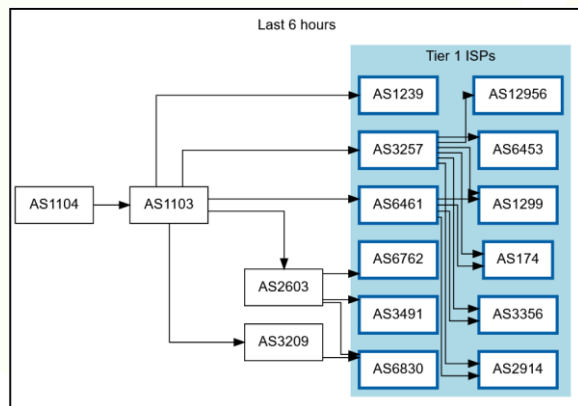 Last 6 hours
Tier 1 ISPs
AS1239
AS12956
AS3257
AS6453
AS1104
AS1103
AS6461
AS1299
AS6762
AS174
AS2603
AS3491
AS3356
AS3209
AS6830
AS2914